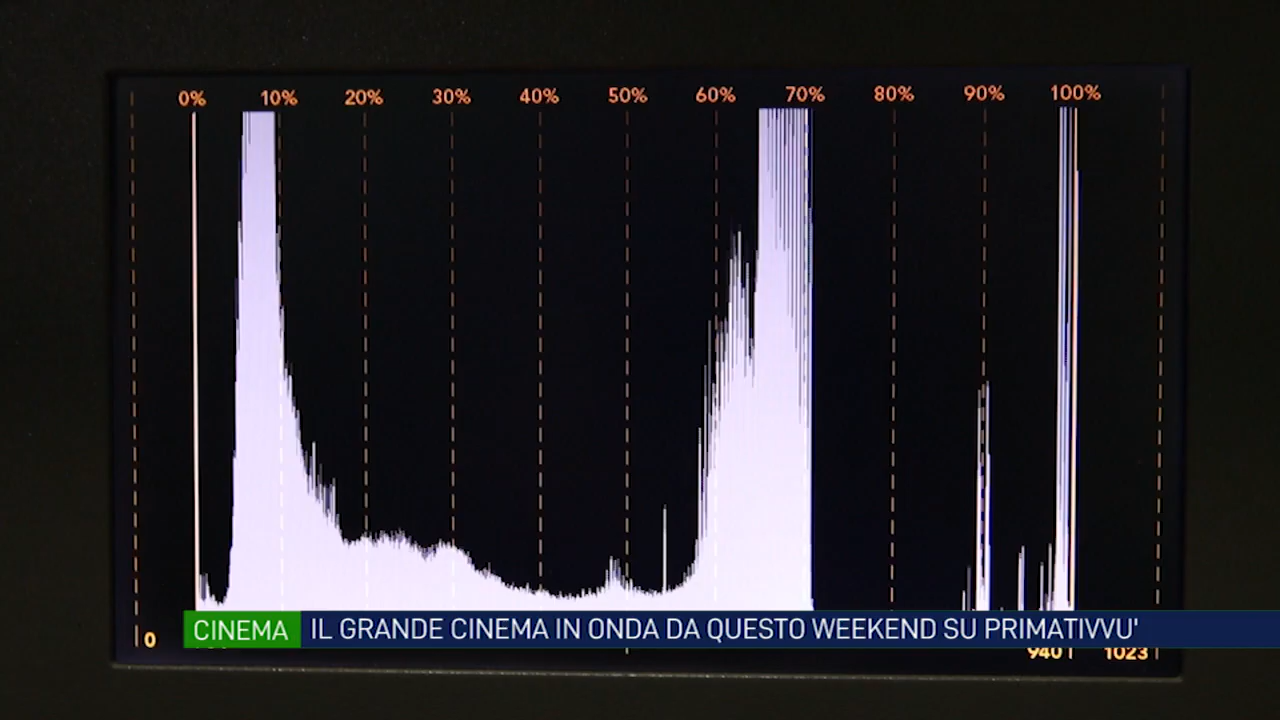 0% 10% 20% 30% 40% 50% 60% 70% 80% 90% 100%
0 940 1023
CINEMA IL GRANDE CINEMA IN ONDA DA QUESTO WEEKEND SU PRIMATIVVU'